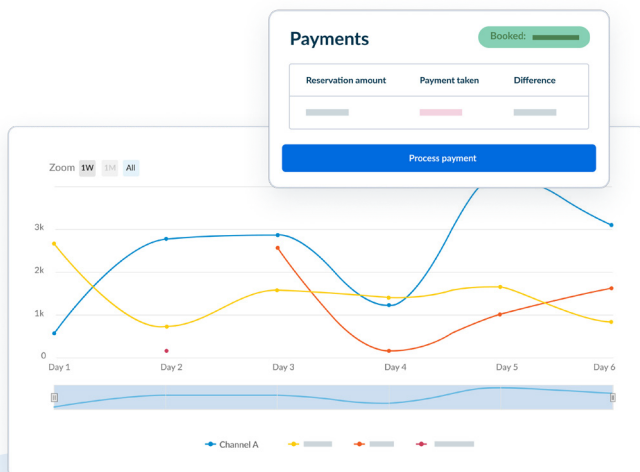 Payments
Booked:
Reservation amount Payment taken Difference
Process payment
Zoom 1W 1M All
3k
2k
1k
0
Day 1 Day 2 Day 3 Day 4 Day 5 Day 6
Channel A